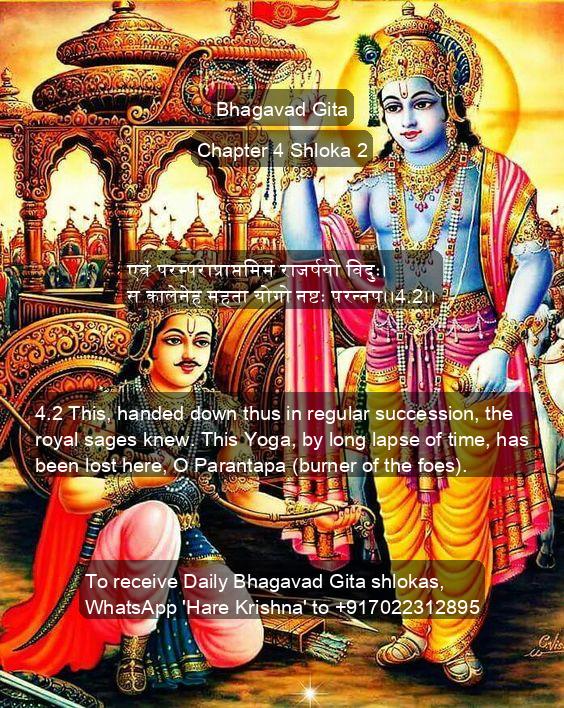 Bhagavad Gita
Chapter 4 Shloka 2
एवं परम्पराप्राप्तमिमं राजर्षयो विदुः।
स कालेनेह महता योगो नष्टः परन्तप।।4.2।।
4.2 This, handed down thus in regular succession, the
royal sages knew. This Yoga, by long lapse of time, has
been lost here, O Parantapa (burner of the foes).
To receive Daily Bhagavad Gita shlokas,
WhatsApp 'Hare Krishna' to +917022312895